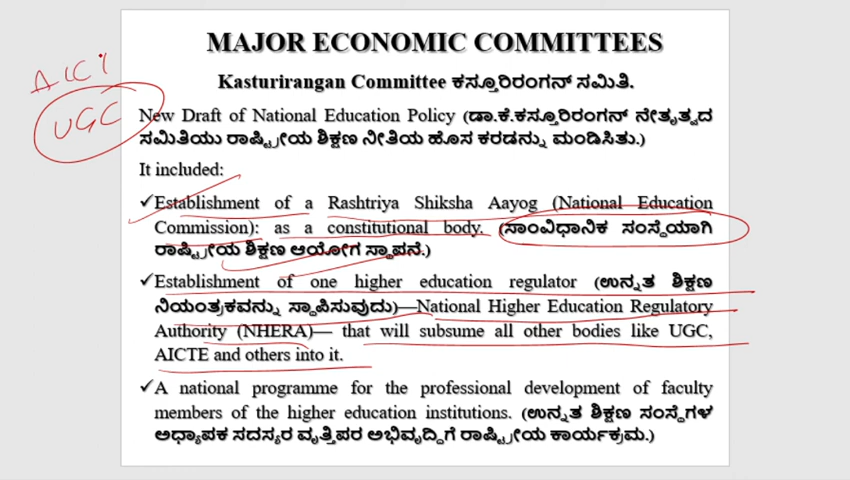 MAJOR ECONOMIC COMMITTEES
Kasturirangan Committee ಕಸ್ತೂರಿರಂಗನ್ ಸಮಿತಿ.
AICT
UGC
New Draft of National Education Policy (ಡಾ.ಕೆ.ಕಸ್ತೂರಿರಂಗನ್ ನೇತೃತ್ವದ
ಸಮಿತಿಯು ರಾಷ್ಟ್ರೀಯ ಶಿಕ್ಷಣ ನೀತಿಯ ಹೊಸ ಕರಡನ್ನು ಮಂಡಿಸಿತು.)
It included:
✓Establishment of a Rashtriya Shiksha Aayog (National Education
Commission): as a constitutional body. (ಸಾಂವಿಧಾನಿಕ ಸಂಸ್ಥೆಯಾಗಿ
ರಾಷ್ಟ್ರೀಯ ಶಿಕ್ಷಣ ಆಯೋಗ ಸ್ಥಾಪನೆ.)
✓Establishment of one higher education regulator (ಉನ್ನತ ಶಿಕ್ಷಣ
ನಿಯಂತ್ರಕವನ್ನು ಸ್ಥಾಪಿಸುವುದು)—National Higher Education Regulatory
Authority (NHERA)— that will subsume all other bodies like UGC,
AICTE and others into it.
✓A national programme for the professional development of faculty
members of the higher education institutions. (ಉನ್ನತ ಶಿಕ್ಷಣ ಸಂಸ್ಥೆಗಳ
ಅಧ್ಯಾಪಕ ಸದಸ್ಯರ ವೃತ್ತಿಪರ ಅಭಿವೃದ್ಧಿಗೆ ರಾಷ್ಟ್ರೀಯ ಕಾರ್ಯಕ್ರಮ.)